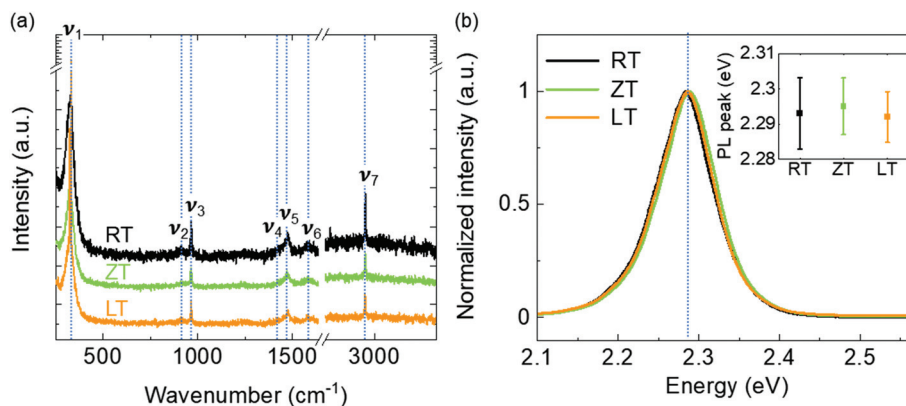 (a)
ν1
ν2
ν3
ν4
ν5
ν6
ν7
RT
ZT
LT
Intensity (a.u.)
500
1000
1500
3000
Wavenumber (cm-1)
(b)
RT
ZT
LT
Normalized intensity (a.u.)
1
0.5
0
2.1
2.2
2.3
2.4
2.5
Energy (eV)
PL peak (eV)
2.31
2.3
2.29
2.28
RT
ZT
LT